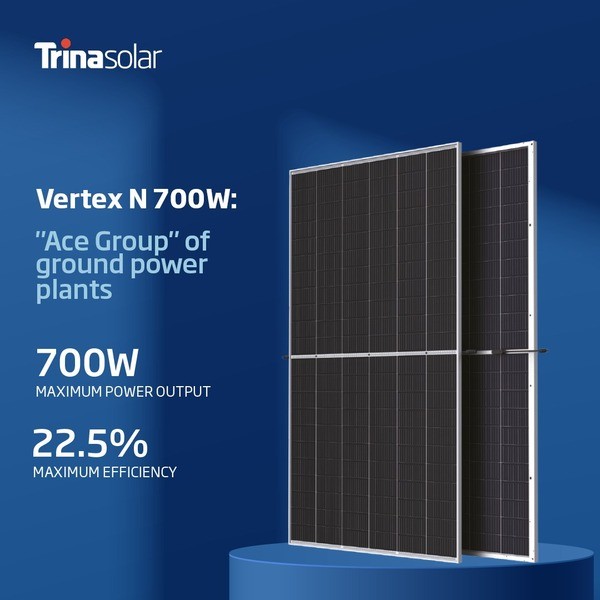 Trinasolar
Vertex N 700W:
"Ace Group" of
ground power
plants
700W
MAXIMUM POWER OUTPUT
22.5%
MAXIMUM EFFICIENCY